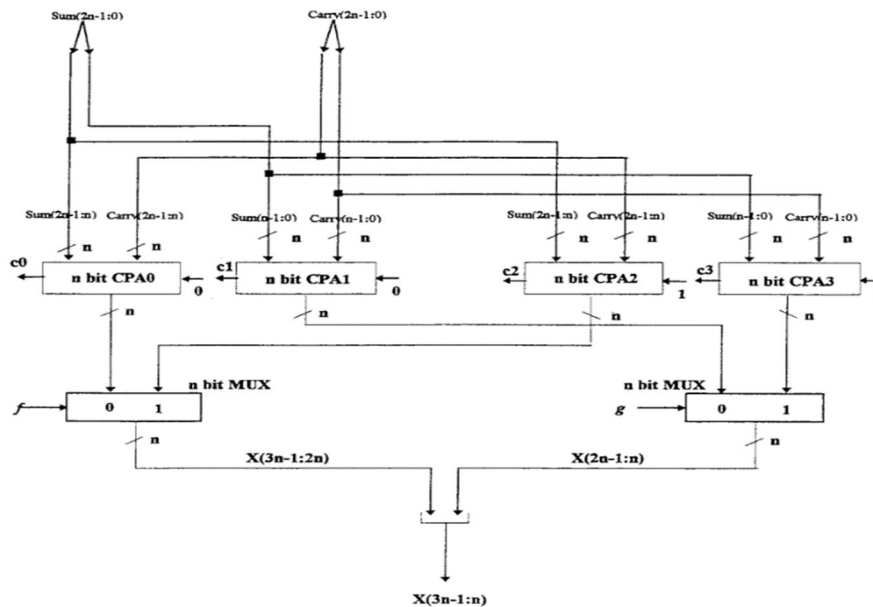 Sum(2n-1:0) Carry(2n-1:0)
Sum(2n-1:n) Carry(2n-1:n) Sum(n-1:0) Carry(n-1:0) Sum(2n-1:n) Carry(2n-1:n) Sum(n-1:0) Carry(n-1:0)
n n n n n n n n
c0 n bit CPA0 0 c1 n bit CPA1 0 c2 n bit CPA2 1 c3 n bit CPA3
n n n n
n bit MUX n bit MUX
f 0 1 g 0 1
n n
X(3n-1:2n) X(2n-1:n)
X(3n-1:n)